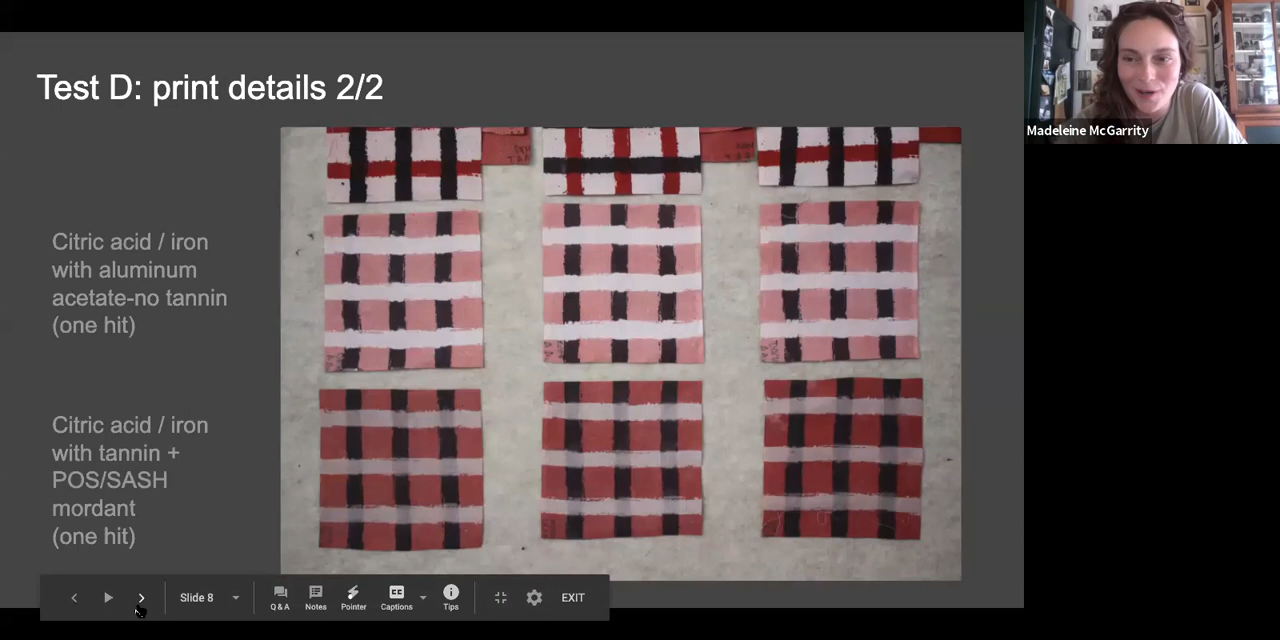 Test D: print details 2/2
Madeleine McGarrity
Citric acid / iron
with aluminum
acetate-no tannin
(one hit)
Citric acid / iron
with tannin +
POS/SASH
mordant
(one hit)
Slide 8
Q & A
Notes
Pointer
CC
Captions
Tips
EXIT